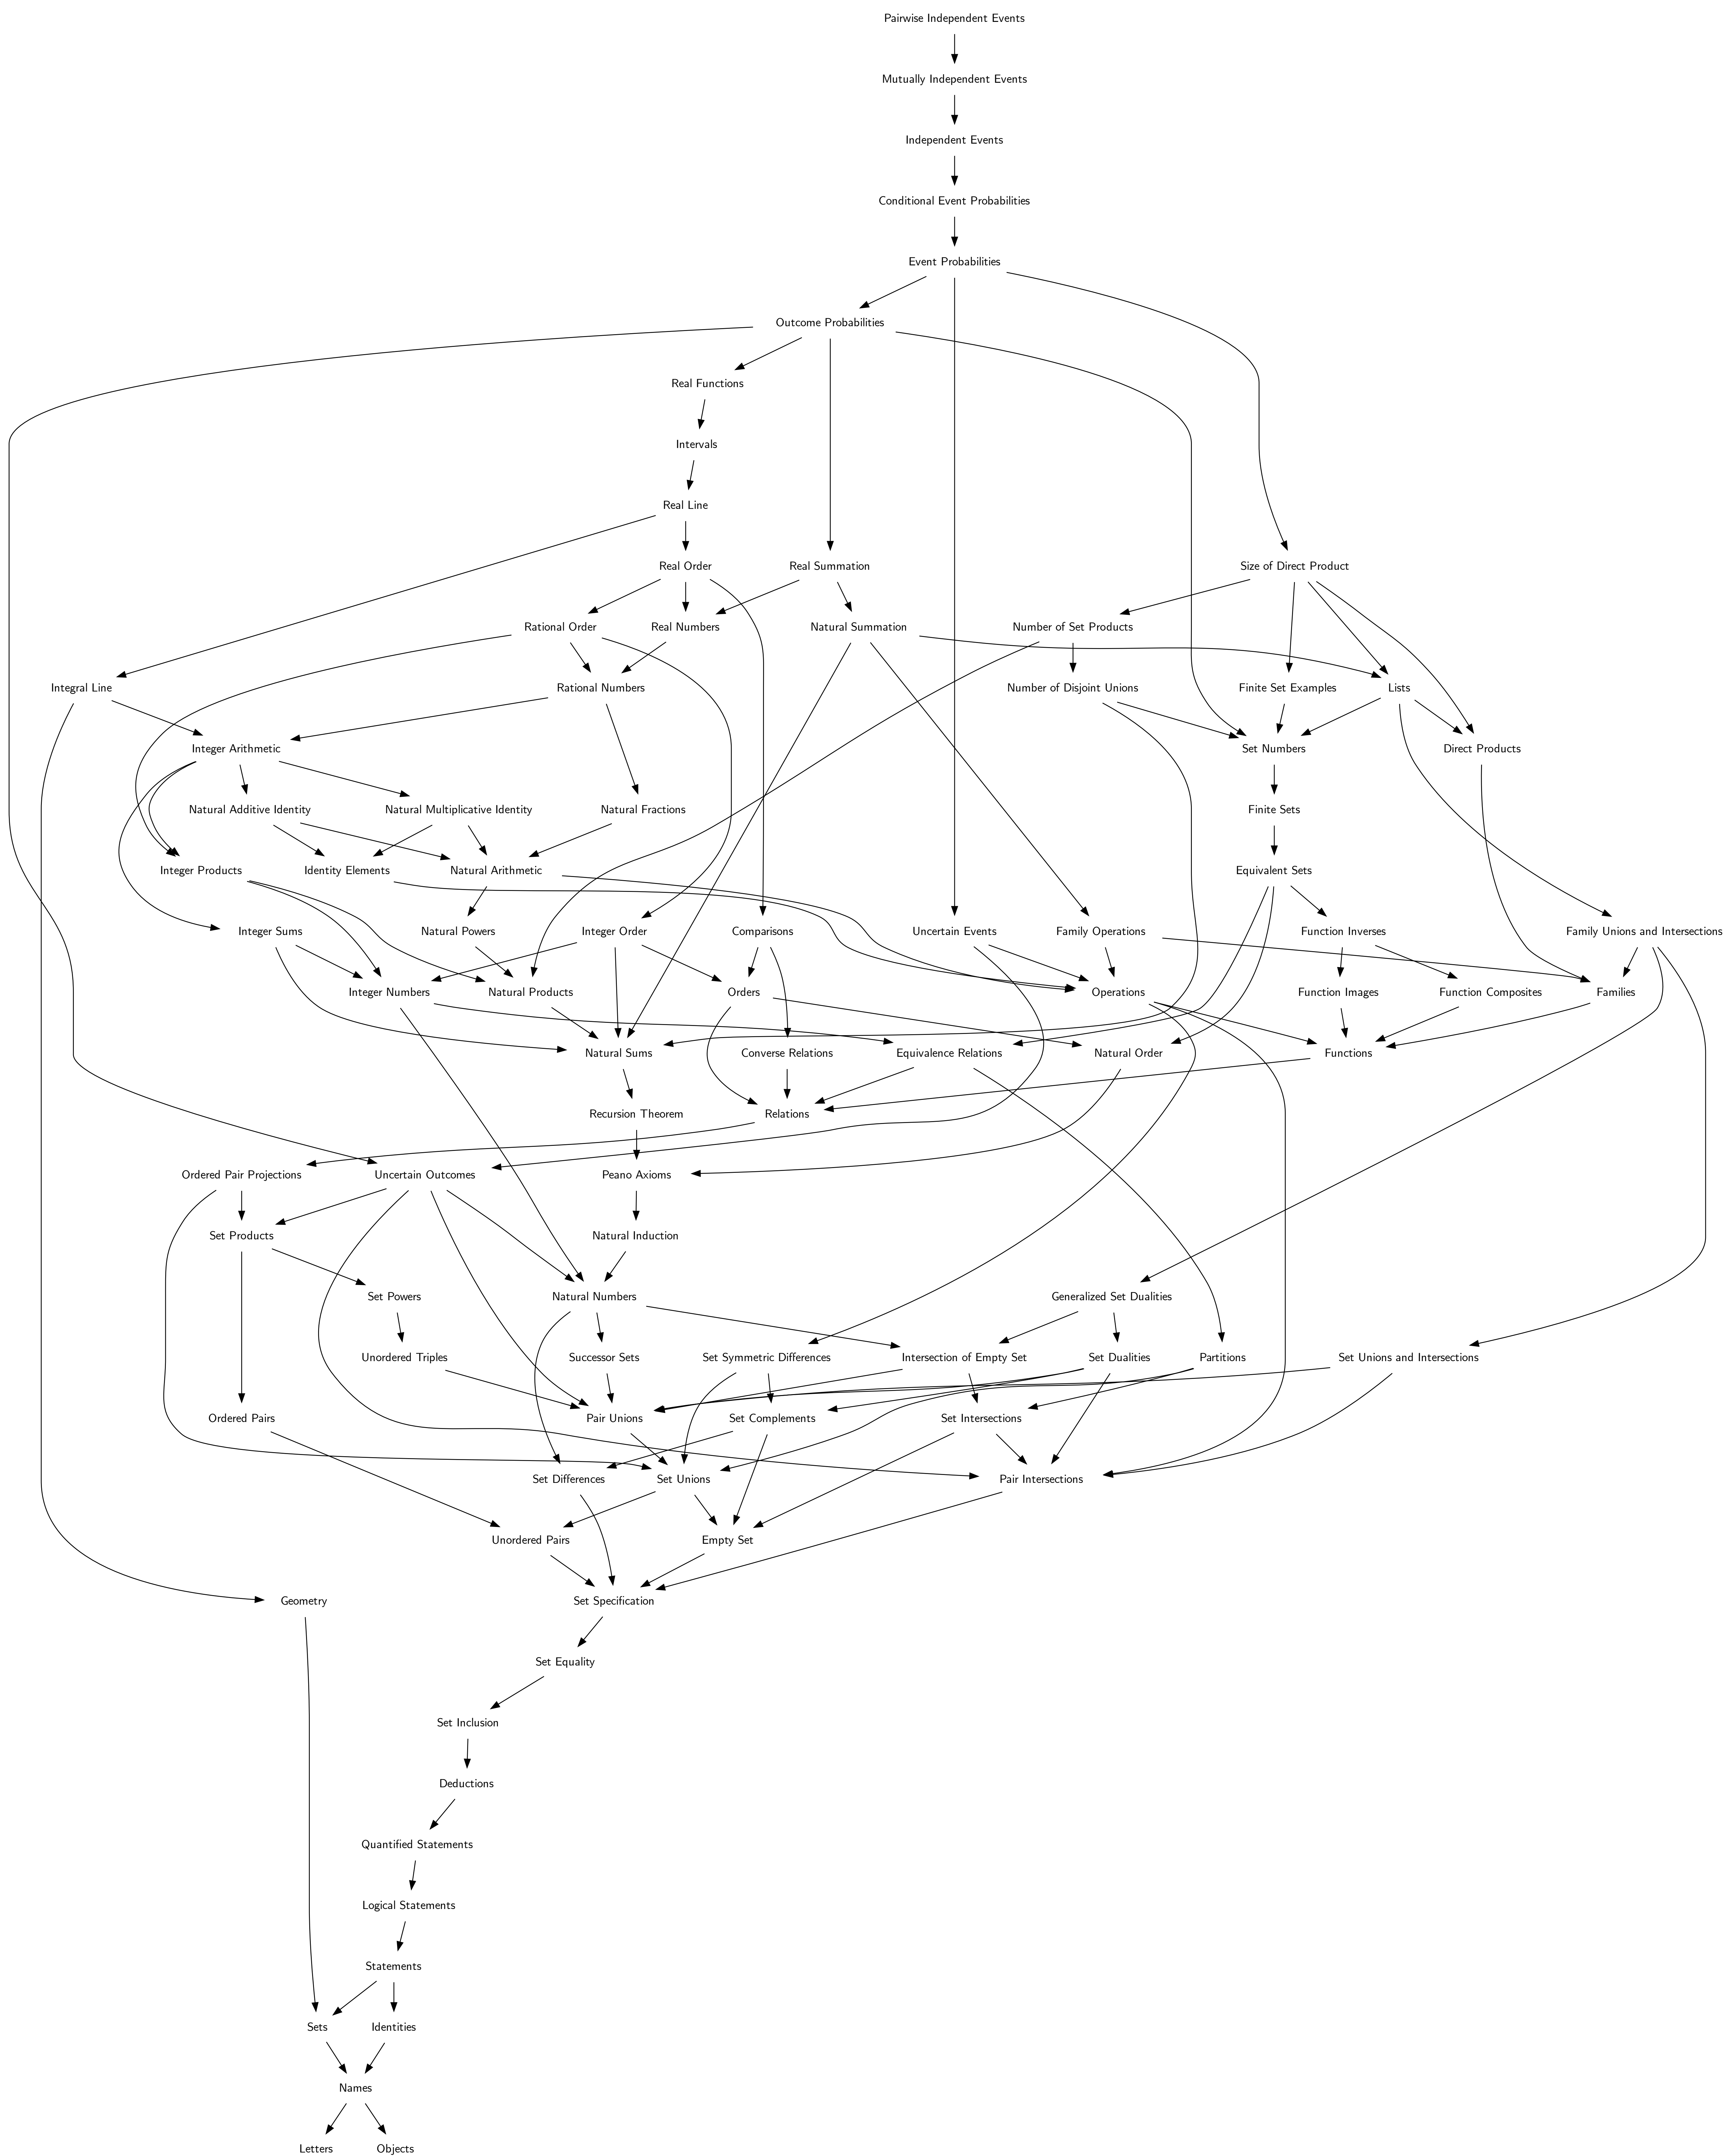 Pairwise Independent Events
Mutually Independent Events
Independent Events
Conditional Event Probabilities
Event Probabilities
Outcome Probabilities
Real Functions
Intervals
Real Line
Real Order
Real Summation
Size of Direct Product
Rational Order
Real Numbers
Natural Summation
Number of Set Products
Integral Line
Rational Numbers
Number of Disjoint Unions
Finite Set Examples
Lists
Integer Arithmetic
Set Numbers
Direct Products
Natural Additive Identity
Natural Multiplicative Identity
Natural Fractions
Finite Sets
Integer Products
Identity Elements
Natural Arithmetic
Equivalent Sets
Integer Sums
Natural Powers
Integer Order
Comparisons
Uncertain Events
Family Operations
Function Inverses
Family Unions and Intersections
Integer Numbers
Natural Products
Orders
Operations
Function Images
Function Composites
Families
Natural Sums
Converse Relations
Equivalence Relations
Natural Order
Functions
Recursion Theorem
Relations
Ordered Pair Projections
Uncertain Outcomes
Peano Axioms
Set Products
Natural Induction
Set Powers
Natural Numbers
Generalized Set Dualities
Unordered Triples
Successor Sets
Set Symmetric Differences
Intersection of Empty Set
Set Dualities
Partitions
Set Unions and Intersections
Ordered Pairs
Pair Unions
Set Complements
Set Intersections
Set Differences
Set Unions
Pair Intersections
Unordered Pairs
Empty Set
Geometry
Set Specification
Set Equality
Set Inclusion
Deductions
Quantified Statements
Logical Statements
Statements
Sets
Identities
Names
Letters
Objects